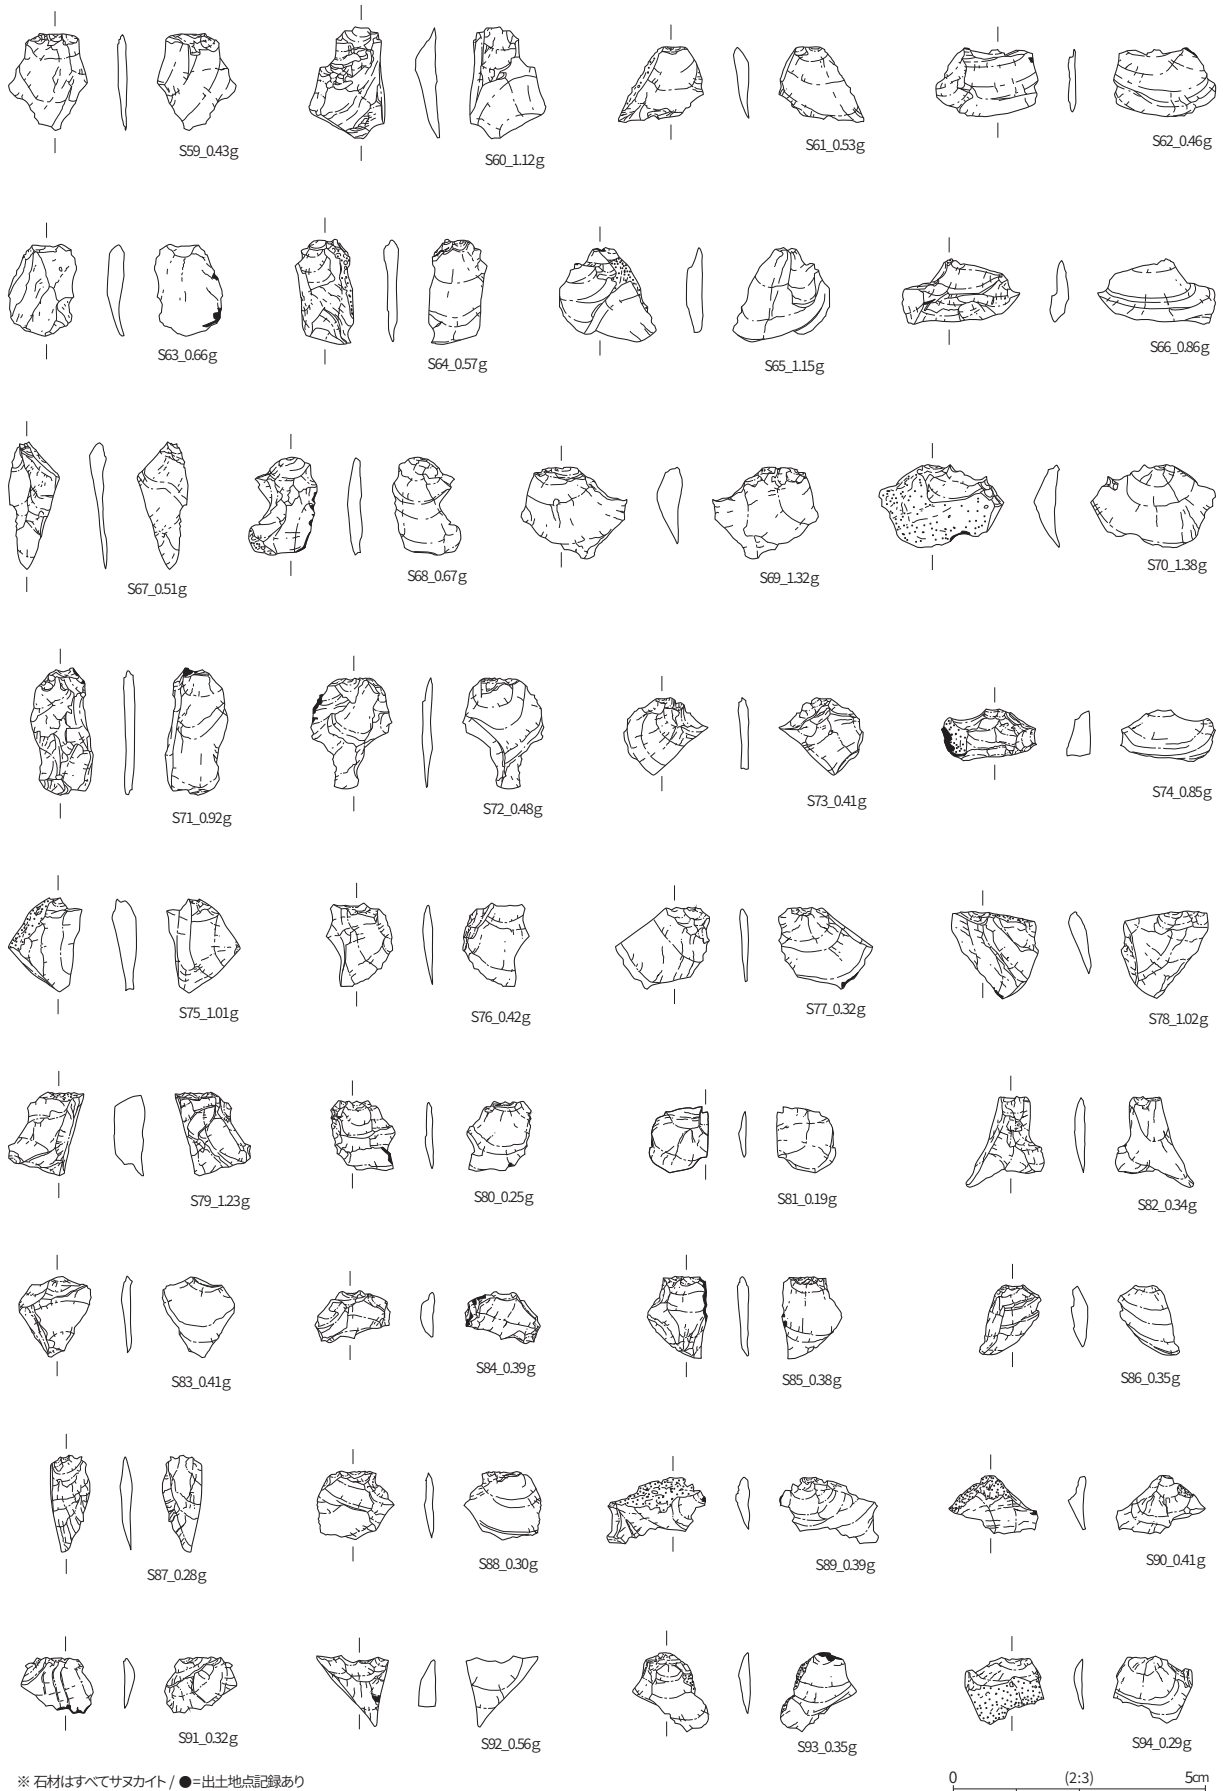 S59_0.43g
S60_1.12g
S61_0.53g
S62_0.46g
S63_0.66g
S64_0.57g
S65_1.15g
S66_0.86g
S67_0.51g
S68_0.67g
S69_1.32g
S70_1.38g
S71_0.92g
S72_0.48g
S73_0.41g
S74_0.85g
S75_1.01g
S76_0.42g
S77_0.32g
S78_1.02g
S79_1.23g
S80_0.25g
S81_0.19g
S82_0.34g
S83_0.41g
S84_0.39g
S85_0.38g
S86_0.35g
S87_0.28g
S88_0.30g
S89_0.39g
S90_0.41g
S91_0.32g
S92_0.56g
S93_0.35g
S94_0.29g
※ 石材はすべてサヌカイト / ●=出土地点記録あり
0 (2:3) 5cm